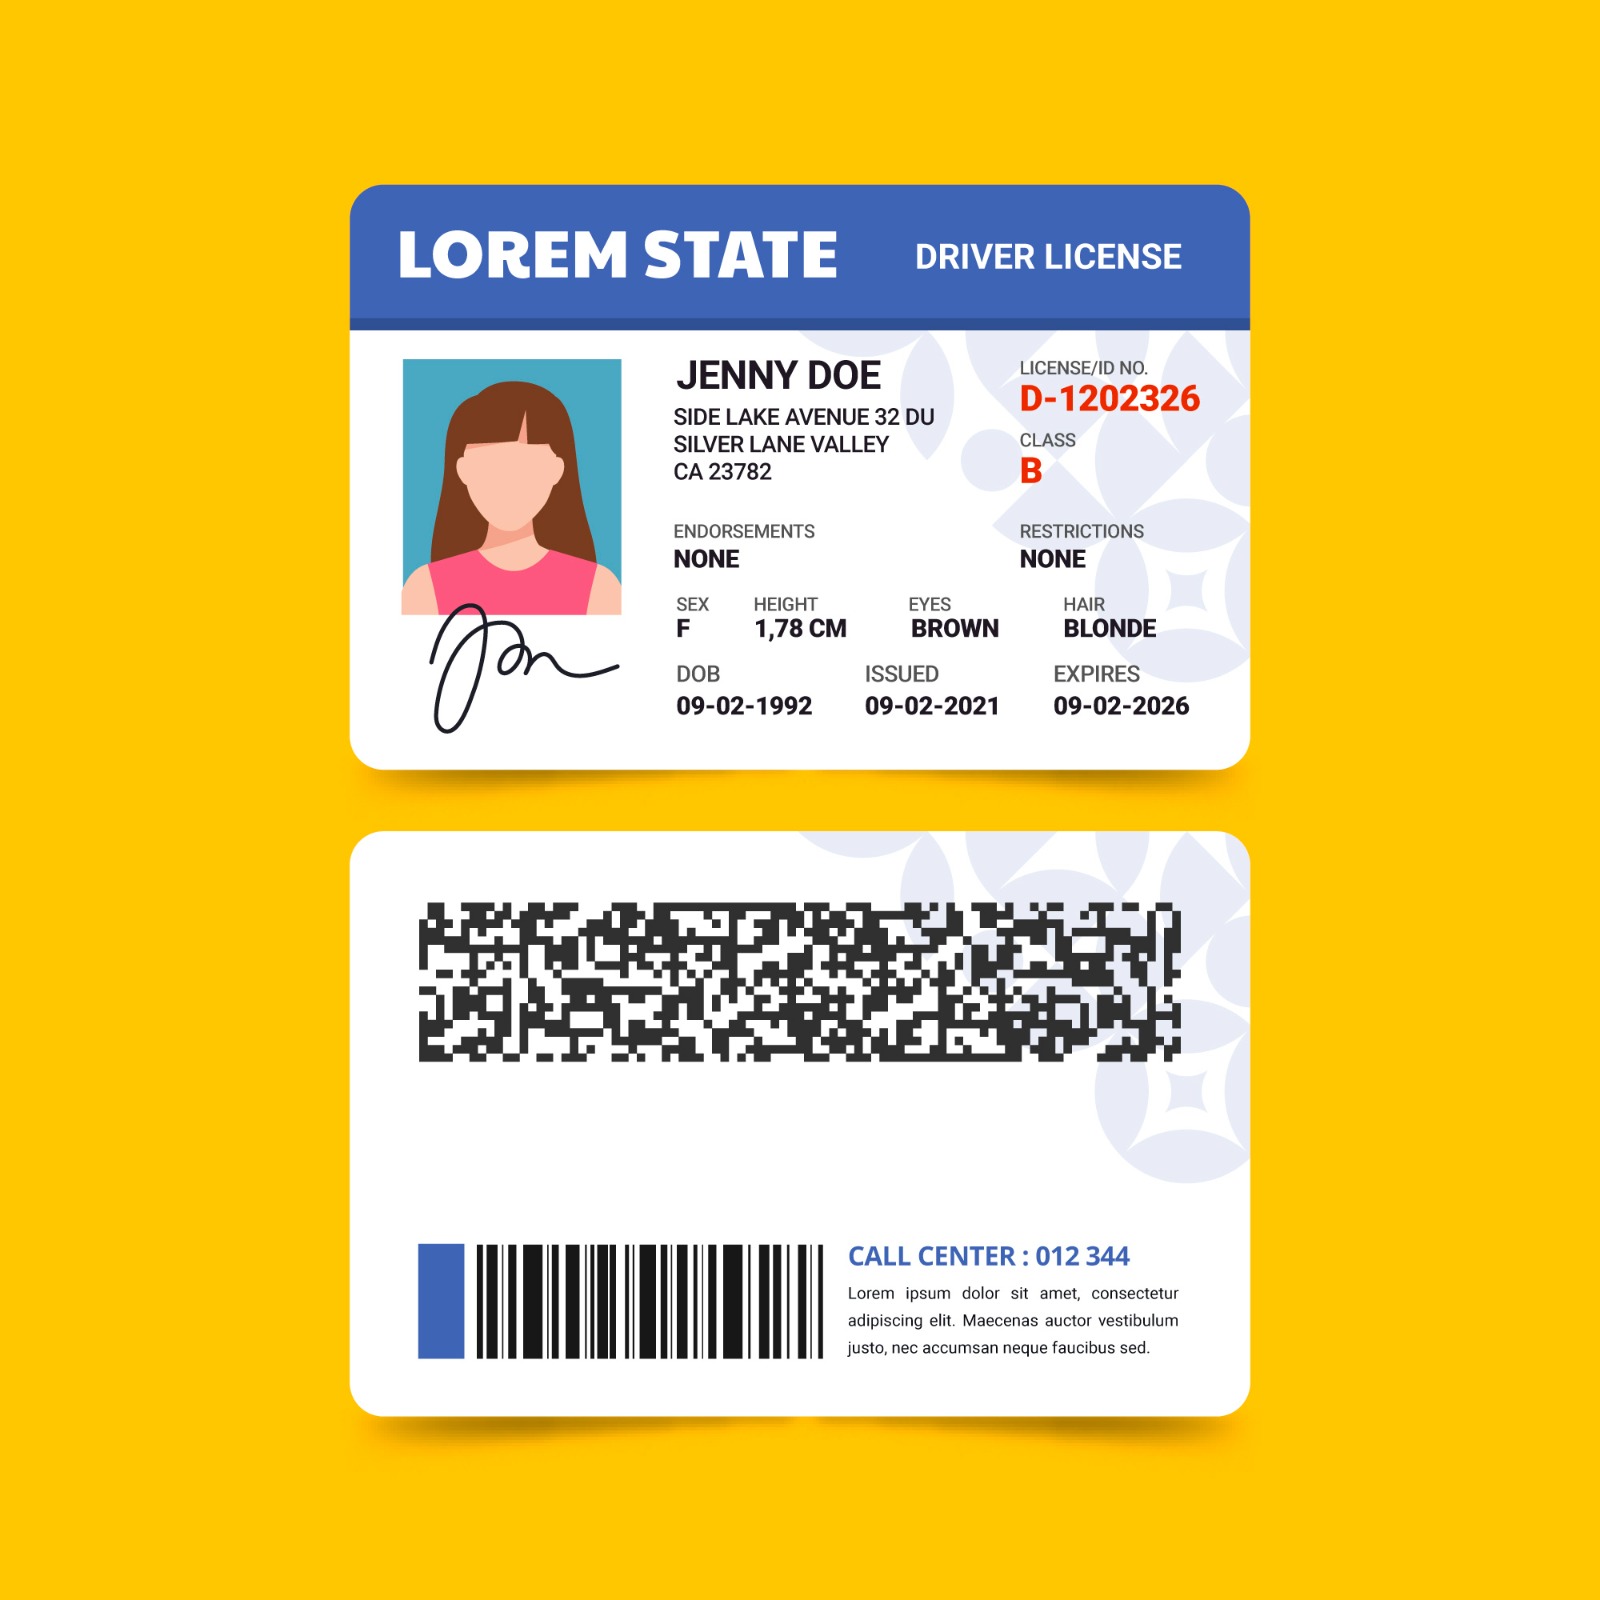 LOREM STATE
DRIVER LICENSE
JENNY DOE
SIDE LAKE AVENUE 32 DU
SILVER LANE VALLEY
CA 23782
LICENSE/ID NO.
D-1202326
CLASS
B
ENDORSEMENTS
NONE
RESTRICTIONS
NONE
SEX
F
HEIGHT
1,78 CM
EYES
BROWN
HAIR
BLONDE
DOB
09-02-1992
ISSUED
09-02-2021
EXPIRES
09-02-2026
CALL CENTER : 012 344
Lorem ipsum dolor sit amet, consectetur
adipiscing elit. Maecenas auctor vestibulum
justo, nec accumsan neque faucibus sed.